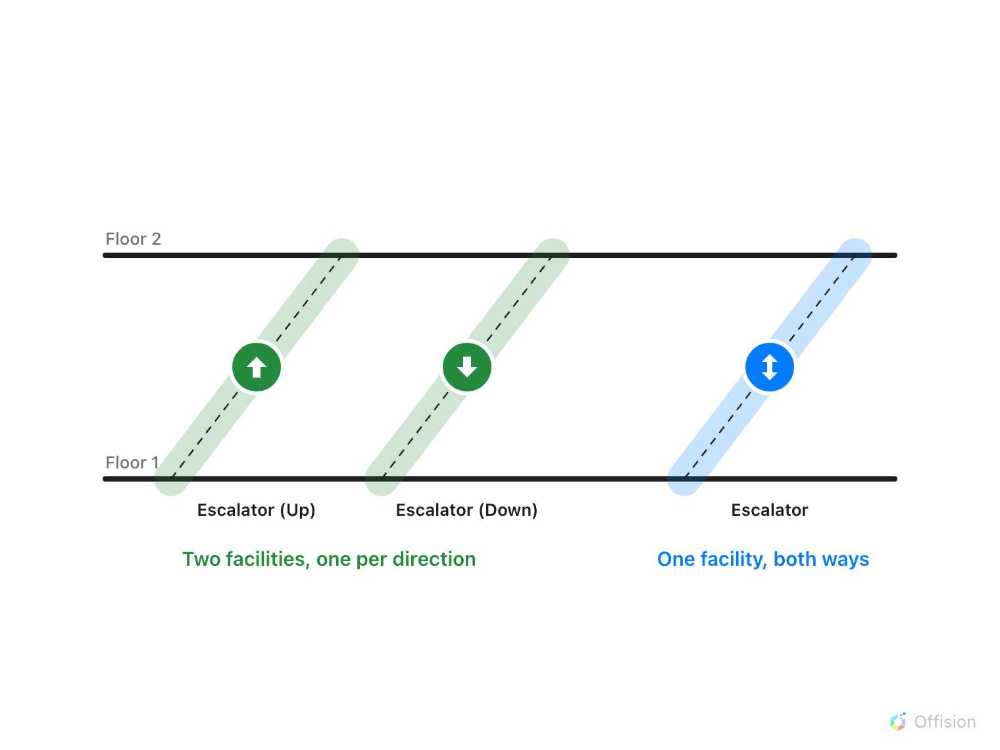 Floor 2
Floor 1
Escalator (Up)
Escalator (Down)
Escalator
Two facilities, one per direction
One facility, both ways
Offision